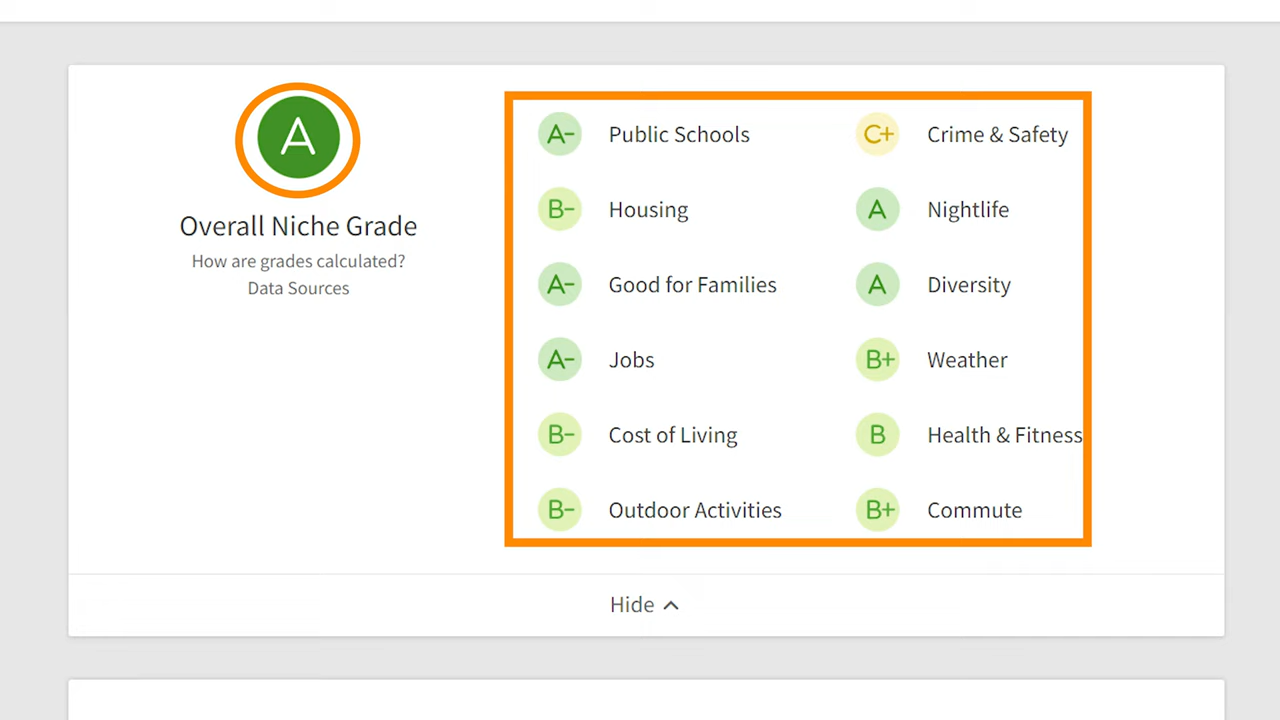 A
Overall Niche Grade
How are grades calculated?
Data Sources
A- Public Schools
B- Housing
A- Good for Families
A- Jobs
B- Cost of Living
B- Outdoor Activities
C+ Crime & Safety
A Nightlife
A Diversity
B+ Weather
B Health & Fitness
B+ Commute
Hide